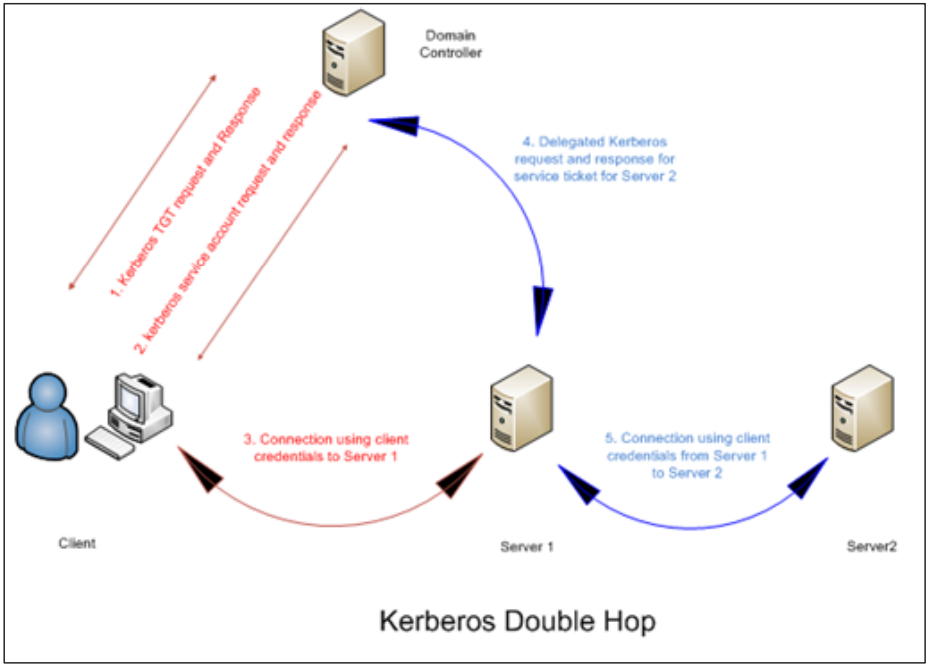 Domain
Controller
1. Kerberos TGT request and Response
2. kerberos service account request and response
4. Delegated Kerberos
request and response for
service ticket for Server 2
3. Connection using client
credentials to Server 1
5. Connection using client
credentials from Server 1
to Server 2
Client
Server 1
Server2
Kerberos Double Hop